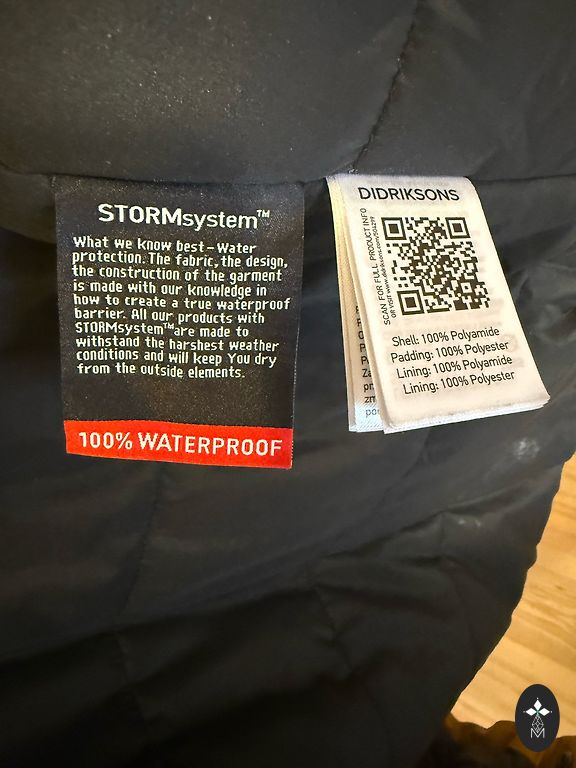 STORMsystem™
What we know best – Water
protection. The fabric, the design,
the construction of the garment
is made with our knowledge in
how to create a true waterproof
barrier. All our products with
STORMsystem™ are made to
withstand the harshest weather
conditions and will keep You dry
from the outside elements.
100% WATERPROOF
DIDRIKSONS
SCAN FOR FULL PRODUCT INFO
Shell: 100% Polyamide
Padding: 100% Polyester
Lining: 100% Polyamide
Lining: 100% Polyester
M